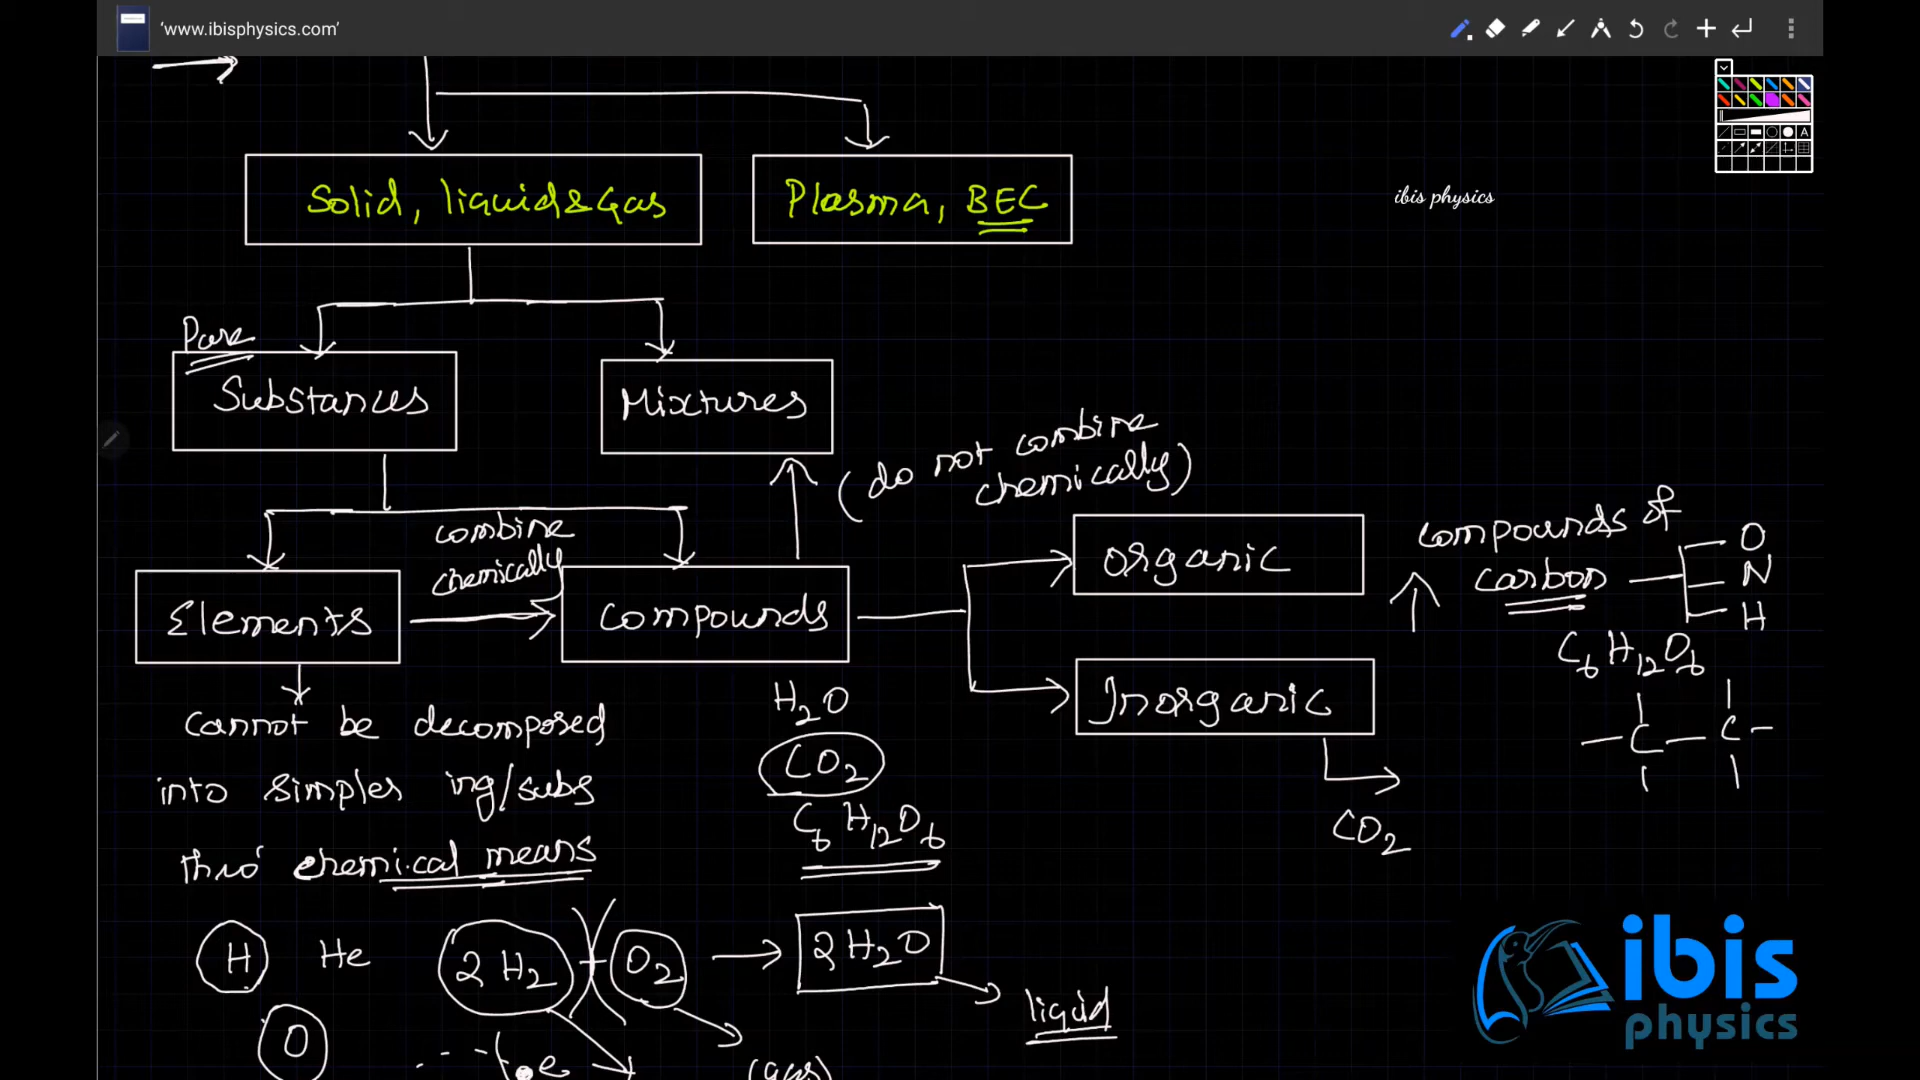 'www.ibisphysics.com'
ibis physics
Solid, liquid & Gas
Plasma, BEC
Pure
Substances
Mixtures
(do not combine
chemically)
combine
chemically
Elements
Compounds
Organic
Inorganic
compounds of
carbon
O
N
H
C6H12O6
C C
CO2
cannot be decomposed
into simples ing/subs
thro' chemical means
H2O
CO2
C6H12O6
H He
2H2 + O2 → 2H2O
liquid
O
e
(gas)
ibis
physics